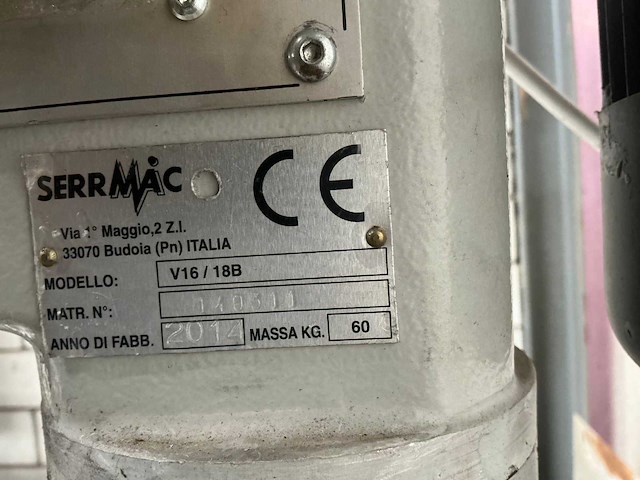 SERRMAC
CE
Via 1° Maggio,2 Z.I.
33070 Budoia (Pn) ITALIA
MODELLO: V16 / 18B
MATR. N°:
ANNO DI FABB. 2014 MASSA KG. 60